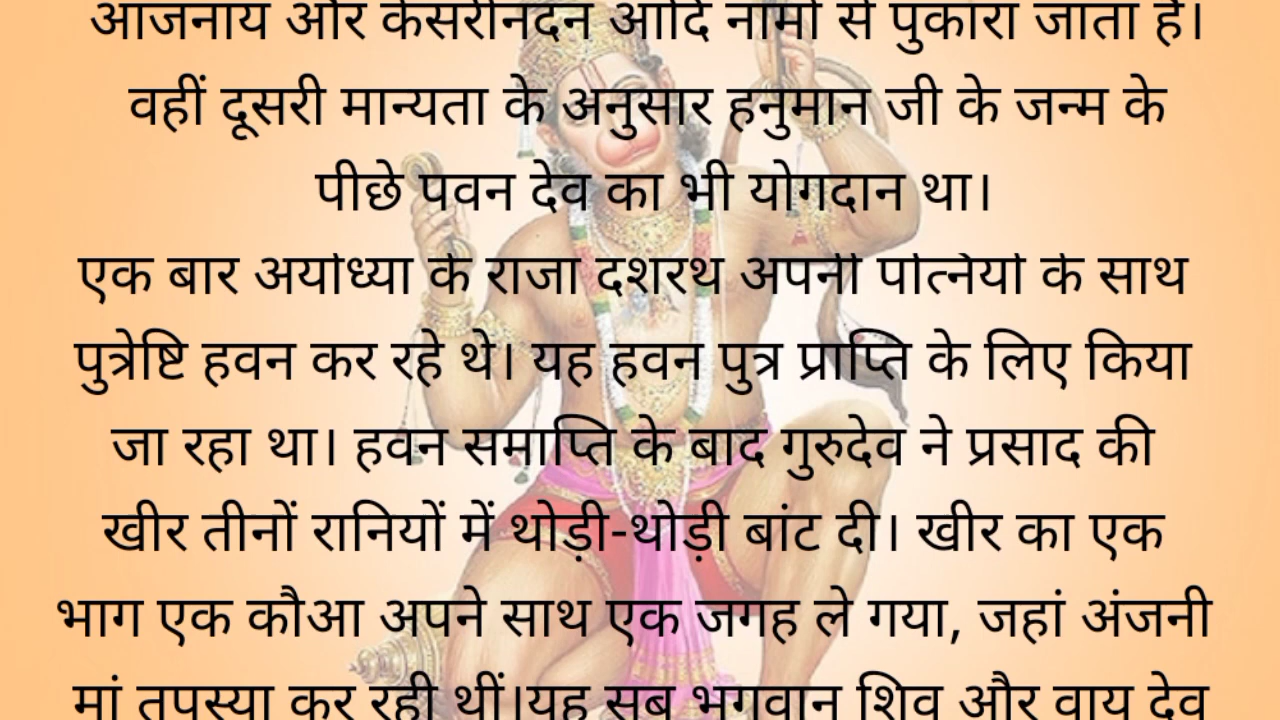 आंजनाय और केसरीनंदन आदि नामों से पुकारा जाता है।
वहीं दूसरी मान्यता के अनुसार हनुमान जी के जन्म के
पीछे पवन देव का भी योगदान था।
एक बार अयोध्या के राजा दशरथ अपनी पत्नियों के साथ
पुत्रेष्टि हवन कर रहे थे। यह हवन पुत्र प्राप्ति के लिए किया
जा रहा था। हवन समाप्ति के बाद गुरुदेव ने प्रसाद की
खीर तीनों रानियों में थोड़ी-थोड़ी बांट दी। खीर का एक
भाग एक कौआ अपने साथ एक जगह ले गया, जहां अंजनी
मां तपस्या कर रही थीं।यह सब भगवान शिव और वायु देव